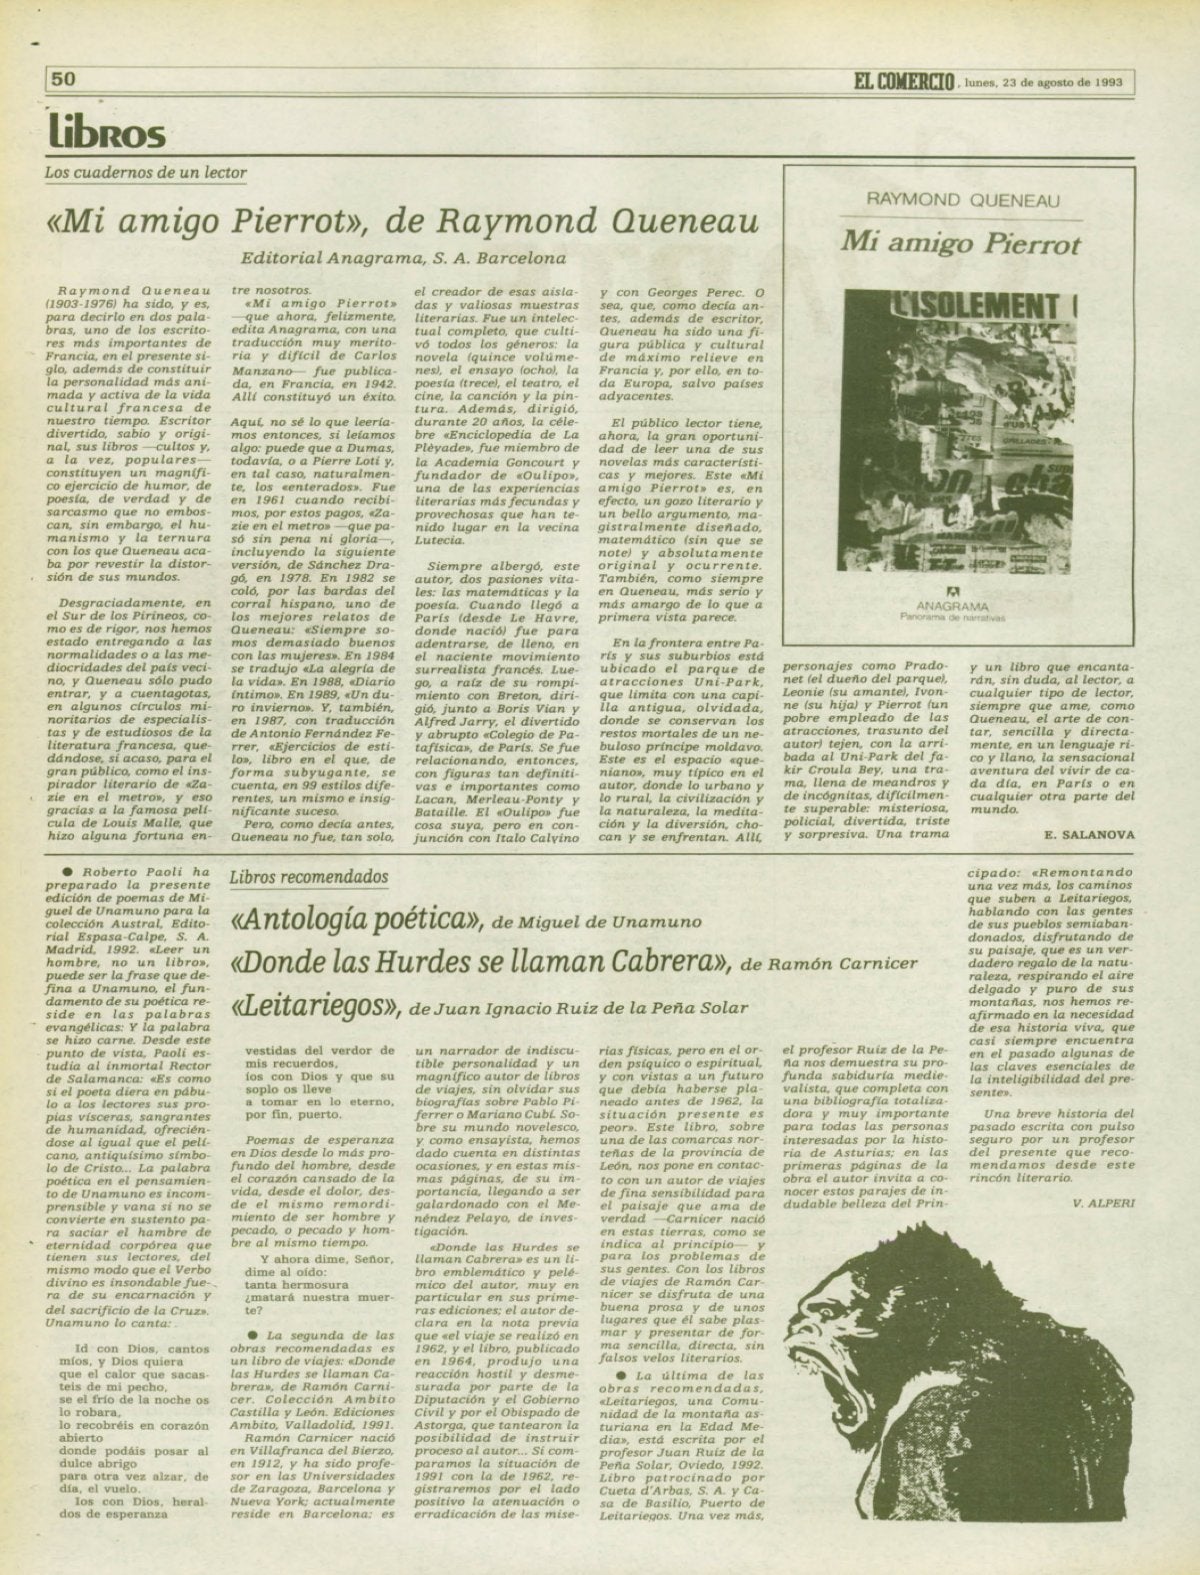 50
EL COMERCIO, lunes, 23 de agosto de 1993
Libros
Los cuadernos de un lector
«Mi amigo Pierrot», de Raymond Queneau
Editorial Anagrama, S. A. Barcelona
Raymond Queneau
(1903-1976) ha sido, y es,
para decirlo en dos pala-
bras, uno de los escrito-
res más importantes de
Francia, en el presente si-
glo, además de constituir
la personalidad más ani-
mada y activa de la vida
cultural francesa de
nuestro tiempo. Escritor
divertido, sabio y origi-
nal, sus libros —cultos y,
a la vez, populares—
constituyen un magnífi-
co ejercicio de humor, de
poesía, de verdad y de
sarcasmo que no embos-
can, sin embargo, el hu-
manismo y la ternura
con los que Queneau aca-
ba por revestir la distor-
sión de sus mundos.
Desgraciadamente, en
el Sur de los Pirineos, co-
mo es de rigor, nos hemos
estado entregando a las
normalidades o a las me-
diocridades del país veci-
no, y Queneau sólo pudo
entrar, y a cuentagotas,
en algunos círculos mi-
noritarios de especialis-
tas y de estudiosos de la
literatura francesa, que-
dándose, si acaso, para el
gran público, como el ins-
pirador literario de «Za-
zie en el metro», y eso
gracias a la famosa pelí-
cula de Louis Malle, que
hizo alguna fortuna en-
tre nosotros.
«Mi amigo Pierrot»
—que ahora, felizmente,
edita Anagrama, con una
traducción muy merito-
ria y difícil de Carlos
Manzano— fue publica-
da, en Francia, en 1942.
Allí constituyó un éxito.
Aquí, no sé lo que leería-
mos entonces, si leíamos
algo: puede que a Dumas,
todavía, o a Pierre Loti y,
en tal caso, naturalmen-
te, los «enterados». Fue
en 1961 cuando recibi-
mos, por estos pagos, «Za-
zie en el metro» —que pa-
só sin pena ni gloria—,
incluyendo la siguiente
versión, de Sánchez Dra-
gó, en 1978. En 1982 se
coló, por las bardas del
corral hispano, uno de
los mejores relatos de
Queneau: «Siempre so-
mos demasiado buenos
con las mujeres». En 1984
se tradujo «La alegría de
la vida». En 1988, «Diario
íntimo». En 1989, «Un du-
ro invierno». Y, también,
en 1987, con traducción
de Antonio Fernández Fe-
rrer, «Ejercicios de esti-
lo», libro en el que, de
forma subyugante, se
cuenta, en 99 estilos dife-
rentes, un mismo e insig-
nificante suceso.
Pero, como decía antes,
Queneau no fue, tan solo,
el creador de esas aisla-
das y valiosas muestras
literarias. Fue un intelec-
tual completo, que culti-
vó todos los géneros: la
novela (quince volúme-
nes), el ensayo (ocho), la
poesía (trece), el teatro, el
cine, la canción y la pin-
tura. Además, dirigió,
durante 20 años, la céle-
bre «Enciclopedia de La
Plèyade», fue miembro de
la Academia Goncourt y
fundador de «Oulipo»,
una de las experiencias
literarias más fecundas y
provechosas que han te-
nido lugar en la vecina
Lutecia.
Siempre albergó, este
autor, dos pasiones vita-
les: las matemáticas y la
poesía. Cuando llegó a
París (desde Le Havre,
donde nació) fue para
adentrarse, de lleno, en
el naciente movimiento
surrealista francés. Lue-
go, a raíz de su rompi-
miento con Breton, diri-
gió, junto a Boris Vian y
Alfred Jarry, el divertido
y abrupto «Colegio de Pa-
tafísica», de París. Se fue
relacionando, entonces,
con figuras tan definiti-
vas e importantes como
Lacan, Merleau-Ponty y
Bataille. El «Oulipo» fue
cosa suya, pero en con-
junción con Italo Calvino
y con Georges Perec. O
sea, que, como decía an-
tes, además de escritor,
Queneau ha sido una fi-
gura pública y cultural
de máximo relieve en
Francia y, por ello, en to-
da Europa, salvo países
adyacentes.
El público lector tiene,
ahora, la gran oportuni-
dad de leer una de sus
novelas más característi-
cas y mejores. Este «Mi
amigo Pierrot» es, en
efecto, un gozo literario y
un bello argumento, ma-
gistralmente diseñado,
matemático (sin que se
note) y absolutamente
original y ocurrente.
También, como siempre
en Queneau, más serio y
más amargo de lo que a
primera vista parece.
En la frontera entre Pa-
rís y sus suburbios está
ubicado el parque de
atracciones Uni-Park,
que limita con una capi-
lla antigua, olvidada,
donde se conservan los
restos mortales de un ne-
buloso príncipe moldavo.
Este es el espacio «que-
niano», muy típico en el
autor, donde lo urbano y
lo rural, la civilización y
la naturaleza, la medita-
ción y la diversión, cho-
can y se enfrentan. Allí,
RAYMOND QUENEAU
Mi amigo Pierrot
L'ISOLEMENT
ANAGRAMA
Panorama de narrativas
personajes como Prado-
net (el dueño del parque),
Leonie (su amante), Ivon-
ne (su hija) y Pierrot (un
pobre empleado de las
atracciones, trasunto del
autor) tejen, con la arri-
bada al Uni-Park del fa-
kir Croula Bey, una tra-
ma, llena de meandros y
de incógnitas, difícilmen-
te superable: misteriosa,
policial, divertida, triste
y sorpresiva. Una trama
y un libro que encanta-
rán, sin duda, al lector, a
cualquier tipo de lector,
siempre que ame, como
Queneau, el arte de con-
tar, sencilla y directa-
mente, en un lenguaje ri-
co y llano, la sensacional
aventura del vivir de ca-
da día, en París o en
cualquier otra parte del
mundo.
E. SALANOVA
● Roberto Paoli ha
preparado la presente
edición de poemas de Mi-
guel de Unamuno para la
colección Austral, Edito-
rial Espasa-Calpe, S. A.
Madrid, 1992. «Leer un
hombre, no un libro»,
puede ser la frase que de-
fina a Unamuno, el fun-
damento de su poética re-
side en las palabras
evangélicas: Y la palabra
se hizo carne. Desde este
punto de vista, Paoli es-
tudia al inmortal Rector
de Salamanca: «Es como
si el poeta diera en pábu-
lo a los lectores sus pro-
pias vísceras, sangrantes
de humanidad, ofrecién-
dose al igual que el pelí-
cano, antiquísimo símbo-
lo de Cristo... La palabra
poética en el pensamien-
to de Unamuno es incom-
prensible y vana si no se
convierte en sustento pa-
ra saciar el hambre de
eternidad corpórea que
tienen sus lectores, del
mismo modo que el Verbo
divino es insondable fue-
ra de su encarnación y
del sacrificio de la Cruz».
Unamuno lo canta:
Id con Dios, cantos
míos, y Dios quiera
que el calor que sacas-
teis de mi pecho,
se el frío de la noche os
lo robara,
lo recobréis en corazón
abierto
donde podáis posar al
dulce abrigo
para otra vez alzar, de
día, el vuelo.
Ios con Dios, heral-
dos de esperanza
Libros recomendados
«Antología poética», de Miguel de Unamuno
«Donde las Hurdes se llaman Cabrera», de Ramón Carnicer
«Leitariegos», de Juan Ignacio Ruiz de la Peña Solar
vestidas del verdor de
mis recuerdos,
ios con Dios y que su
soplo os lleve
a tomar en lo eterno,
por fin, puerto.
Poemas de esperanza
en Dios desde lo más pro-
fundo del hombre, desde
el corazón cansado de la
vida, desde el dolor, des-
de el mismo remordi-
miento de ser hombre y
pecado, o pecado y hom-
bre al mismo tiempo.
Y ahora dime, Señor,
dime al oído:
tanta hermosura
¿matará nuestra muer-
te?
● La segunda de las
obras recomendadas es
un libro de viajes: «Donde
las Hurdes se llaman Ca-
brera», de Ramón Carni-
cer. Colección Ambito
Castilla y León. Ediciones
Ambito, Valladolid, 1991.
Ramón Carnicer nació
en Villafranca del Bierzo,
en 1912, y ha sido profe-
sor en las Universidades
de Zaragoza, Barcelona y
Nueva York; actualmente
reside en Barcelona: es
un narrador de indiscu-
tible personalidad y un
magnífico autor de libros
de viajes, sin olvidar sus
biografías sobre Pablo Pi-
ferrer o Mariano Cubí. So-
bre su mundo novelesco,
y como ensayista, hemos
dado cuenta en distintas
ocasiones, y en estas mis-
mas páginas, de su im-
portancia, llegando a ser
galardonado con el Me-
néndez Pelayo, de inves-
tigación.
«Donde las Hurdes se
llaman Cabrera» es un li-
bro emblemático y polé-
mico del autor, muy en
particular en sus prime-
ras ediciones; el autor de-
clara en la nota previa
que «el viaje se realizó en
1962, y el libro, publicado
en 1964, produjo una
reacción hostil y desme-
surada por parte de la
Diputación y el Gobierno
Civil y por el Obispado de
Astorga, que tantearon la
posibilidad de instruir
proceso al autor... Si com-
paramos la situación de
1991 con la de 1962, re-
gistraremos por el lado
positivo la atenuación o
erradicación de las mise-
rias físicas, pero en el or-
den psíquico o espiritual,
y con vistas a un futuro
que debía haberse pla-
neado antes de 1962, la
situación presente es
peor». Este libro, sobre
una de las comarcas nor-
teñas de la provincia de
León, nos pone en contac-
to con un autor de viajes
de fina sensibilidad para
el paisaje que ama de
verdad —Carnicer nació
en estas tierras, como se
indica al principio— y
para los problemas de
sus gentes. Con los libros
de viajes de Ramón Car-
nicer se disfruta de una
buena prosa y de unos
lugares que él sabe plas-
mar y presentar de for-
ma sencilla, directa, sin
falsos velos literarios.
● La última de las
obras recomendadas,
«Leitariegos, una Comu-
nidad de la montaña as-
turiana en la Edad Me-
dia», está escrita por el
profesor Juan Ruiz de la
Peña Solar, Oviedo, 1992.
Libro patrocinado por
Cueta d'Arbas, S. A. y Ca-
sa de Basilio, Puerto de
Leitariegos. Una vez más,
el profesor Ruiz de la Pe-
ña nos demuestra su pro-
funda sabiduría medie-
valista, que completa con
una bibliografía totaliza-
dora y muy importante
para todas las personas
interesadas por la histo-
ria de Asturias; en las
primeras páginas de la
obra el autor invita a co-
nocer estos parajes de in-
dudable belleza del Prin-
cipado: «Remontando
una vez más, los caminos
que suben a Leitariegos,
hablando con las gentes
de sus pueblos semiaban-
donados, disfrutando de
su paisaje, que es un ver-
dadero regalo de la natu-
raleza, respirando el aire
delgado y puro de sus
montañas, nos hemos re-
afirmado en la necesidad
de esa historia viva, que
casi siempre encuentra
en el pasado algunas de
las claves esenciales de
la inteligibilidad del pre-
sente».
Una breve historia del
pasado escrita con pulso
seguro por un profesor
del presente que reco-
mendamos desde este
rincón literario.
V. ALPERI